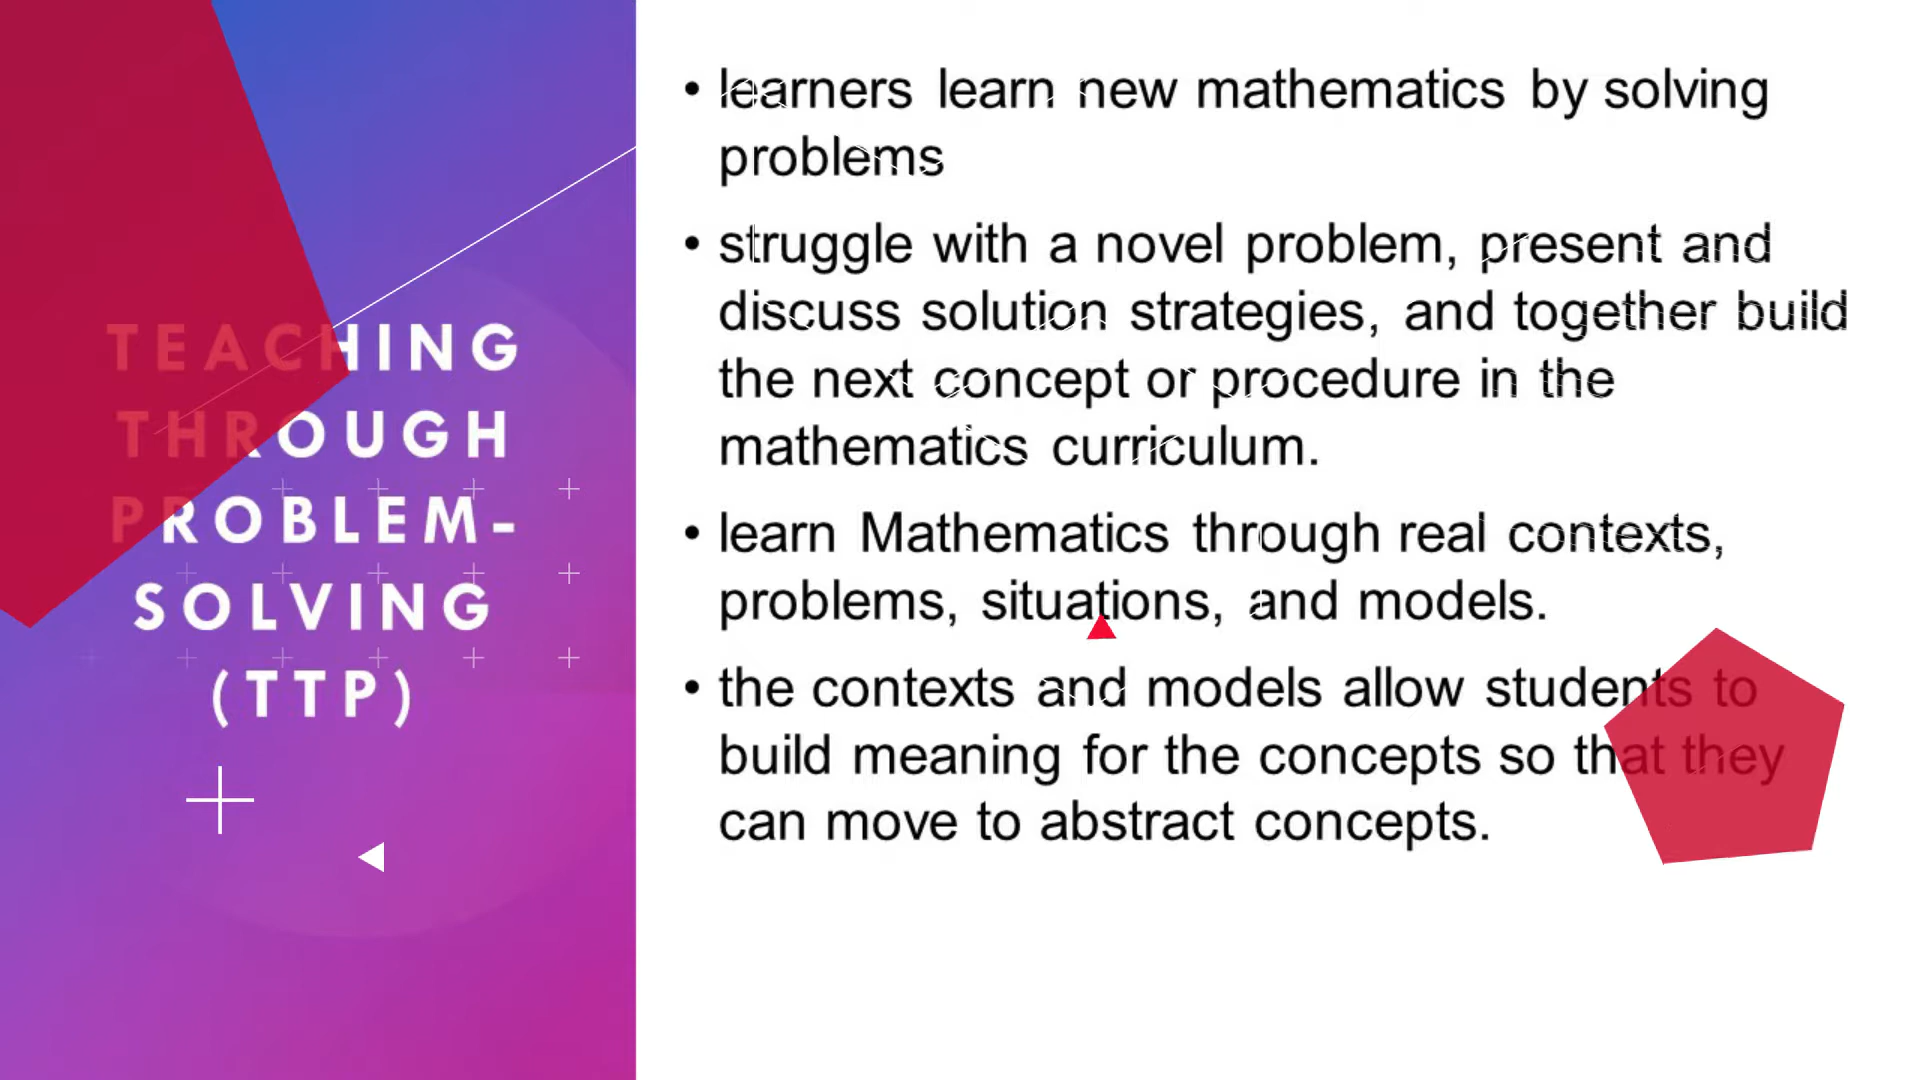 TEACHING
THROUGH
PROBLEM-
SOLVING
(TTP)
• learners learn new mathematics by solving
problems
• struggle with a novel problem, present and
discuss solution strategies, and together build
the next concept or procedure in the
mathematics curriculum.
• learn Mathematics through real contexts,
problems, situations, and models.
• the contexts and models allow students to
build meaning for the concepts so that they
can move to abstract concepts.